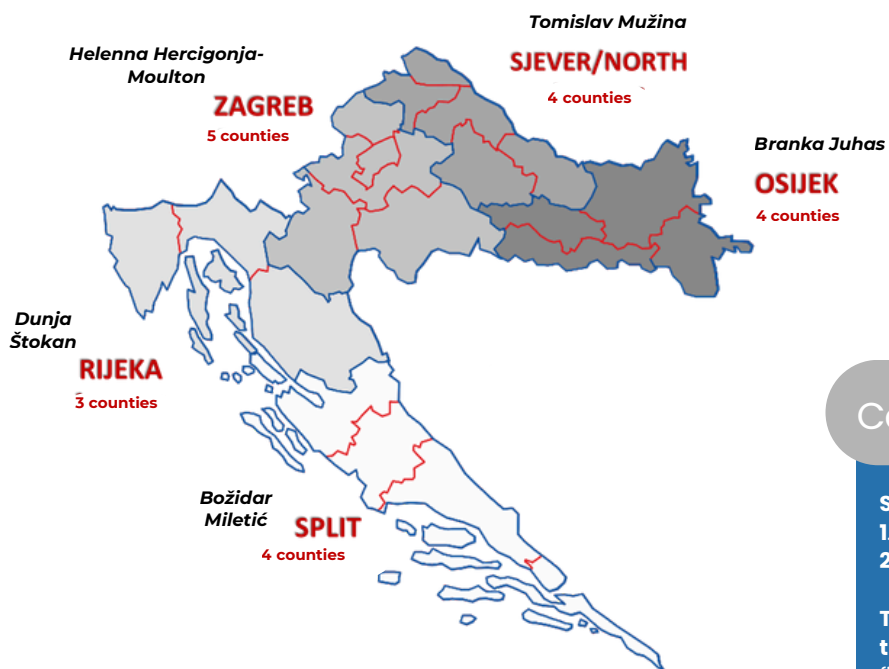 Tomislav Mužina
SJEVER/NORTH
4 counties
Helenna Hercigonja-
Moulton
ZAGREB
5 counties
Branka Juhas
OSIJEK
4 counties
Dunja
Štokan
RIJEKA
3 counties
Božidar
Miletić
SPLIT
4 counties